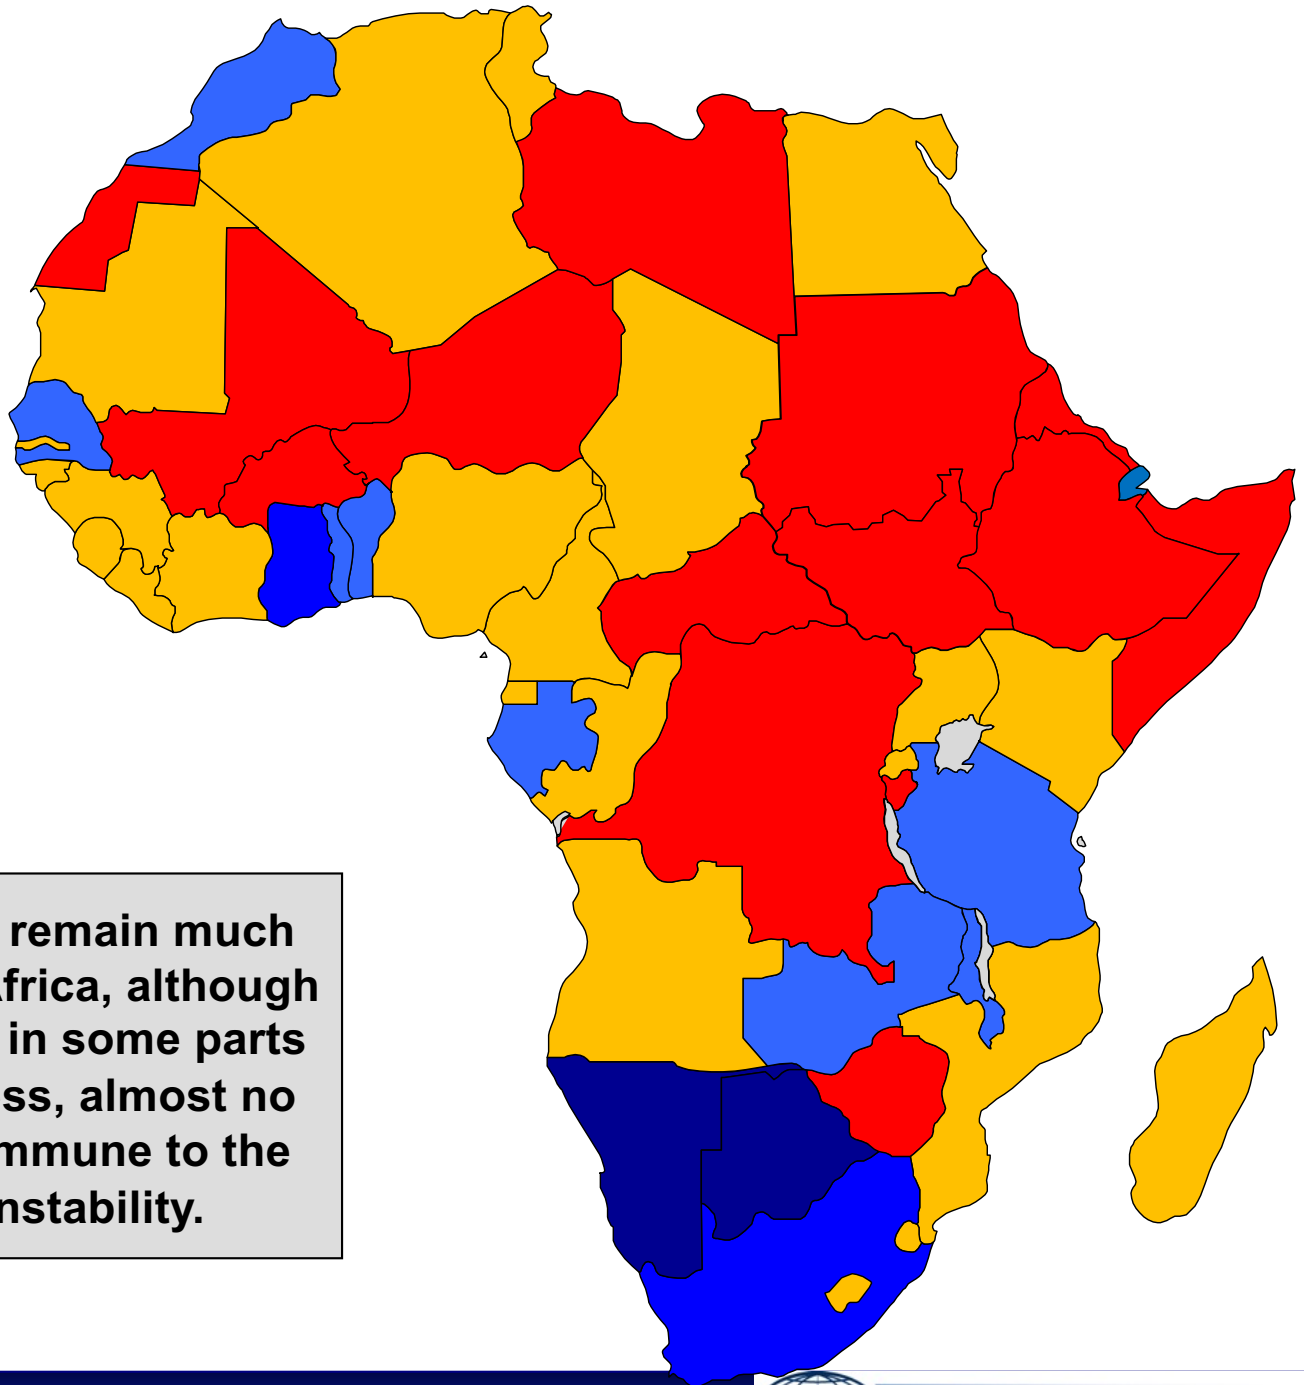 remain much
frica, although
in some parts
ss, almost no
mmune to the
nstability.